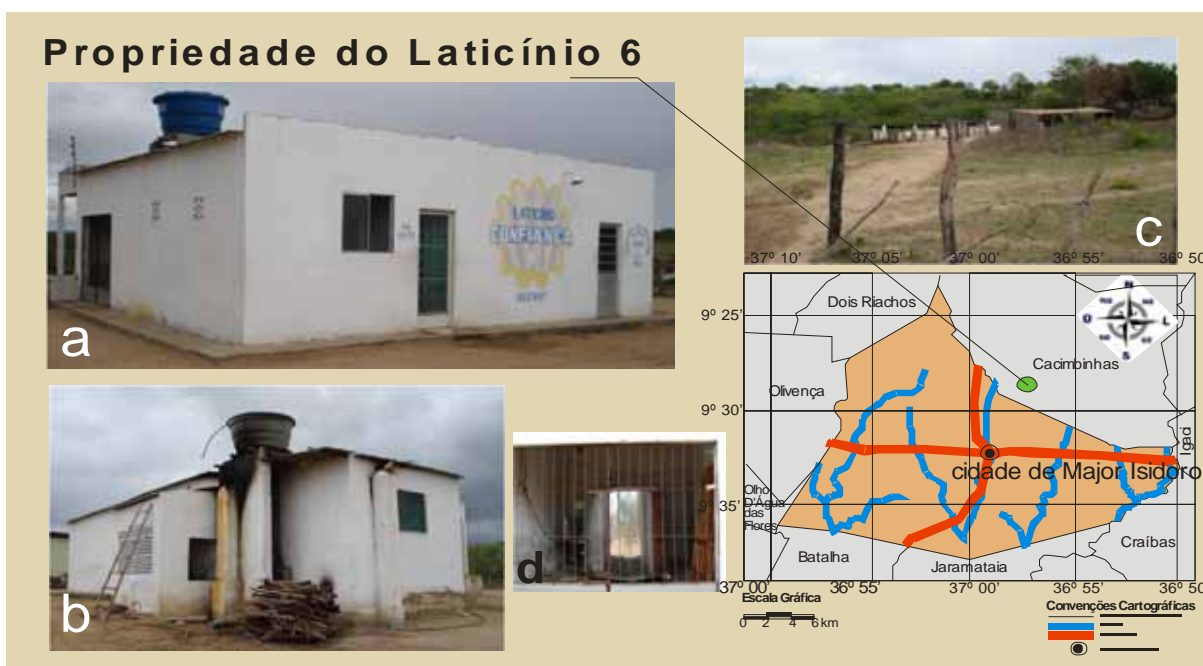 Propriedade do Laticínio 6
CONFIANÇA
a
b
c
d
37º 10’ 37º 05’ 37º 00’ 36º 55’ 36º 50
9º 25’
9º 30’
9º 35’
Dois Riachos
N
O L
S
Cacimbinhas
Olivença
Igaci
cidade de Major Isidoro
Olho
D'Água
das
Flores
Batalha
Jaramataia
Craíbas
37º 00’ 36º 55’ 37º 00’ 36º 55’ 36º 50
Escala Gráfica
0 2 4 6 km
Convenções Cartográficas